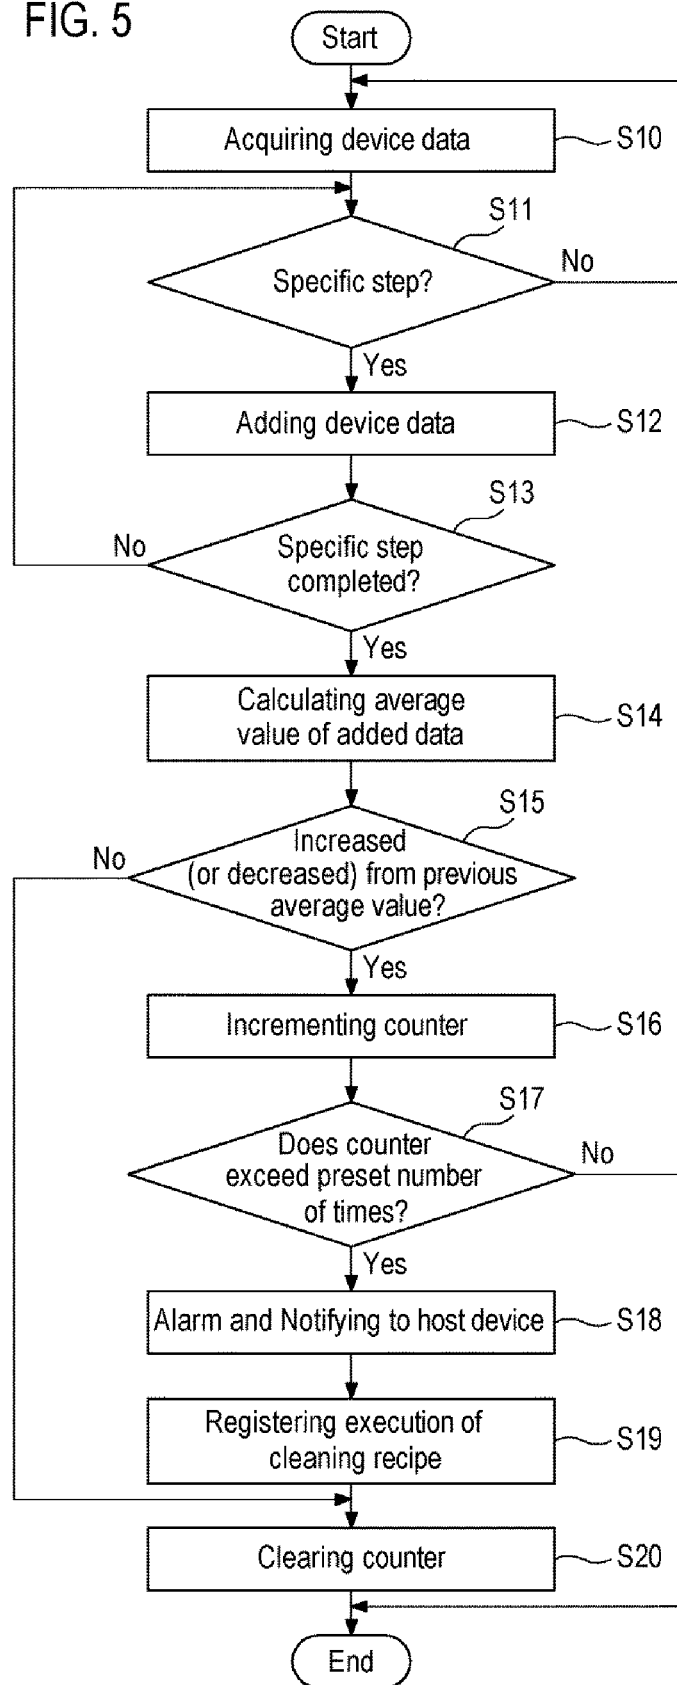 FIG. 5
Start
Acquiring device data
S10
S11
Specific step?
No
Yes
Adding device data
S12
S13
Specific step
completed?
No
Yes
Calculating average
value of added data
S14
S15
Increased
(or decreased) from previous
average value?
No
Yes
Incrementing counter
S16
S17
Does counter
exceed preset number
of times?
No
Yes
Alarm and Notifying to host device
S18
Registering execution of
cleaning recipe
S19
Clearing counter
S20
End